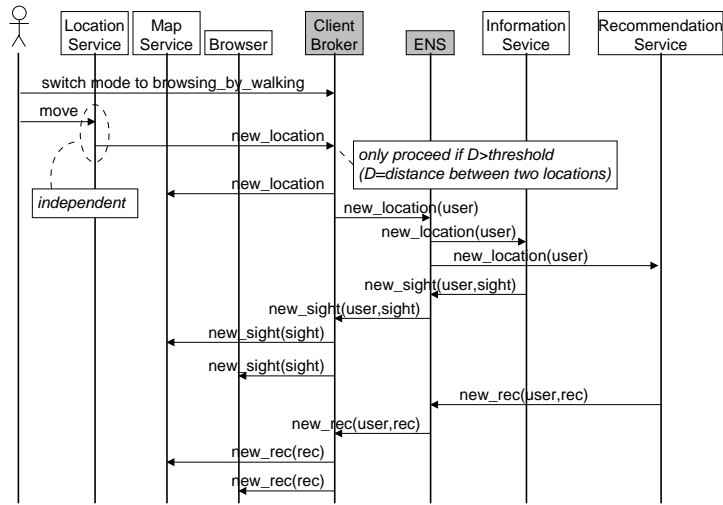 Location
Service
Map
Service
Browser
Client
Broker
ENS
Information
Sevice
Recommendation
Service
switch mode to browsing_by_walking
move
new_location
only proceed if D>threshold
(D=distance between two locations)
independent
new_location
new_location(user)
new_location(user)
new_location(user)
new_sight(user,sight)
new_sight(user,sight)
new_sight(sight)
new_sight(sight)
new_rec(user,rec)
new_rec(user,rec)
new_rec(rec)
new_rec(rec)